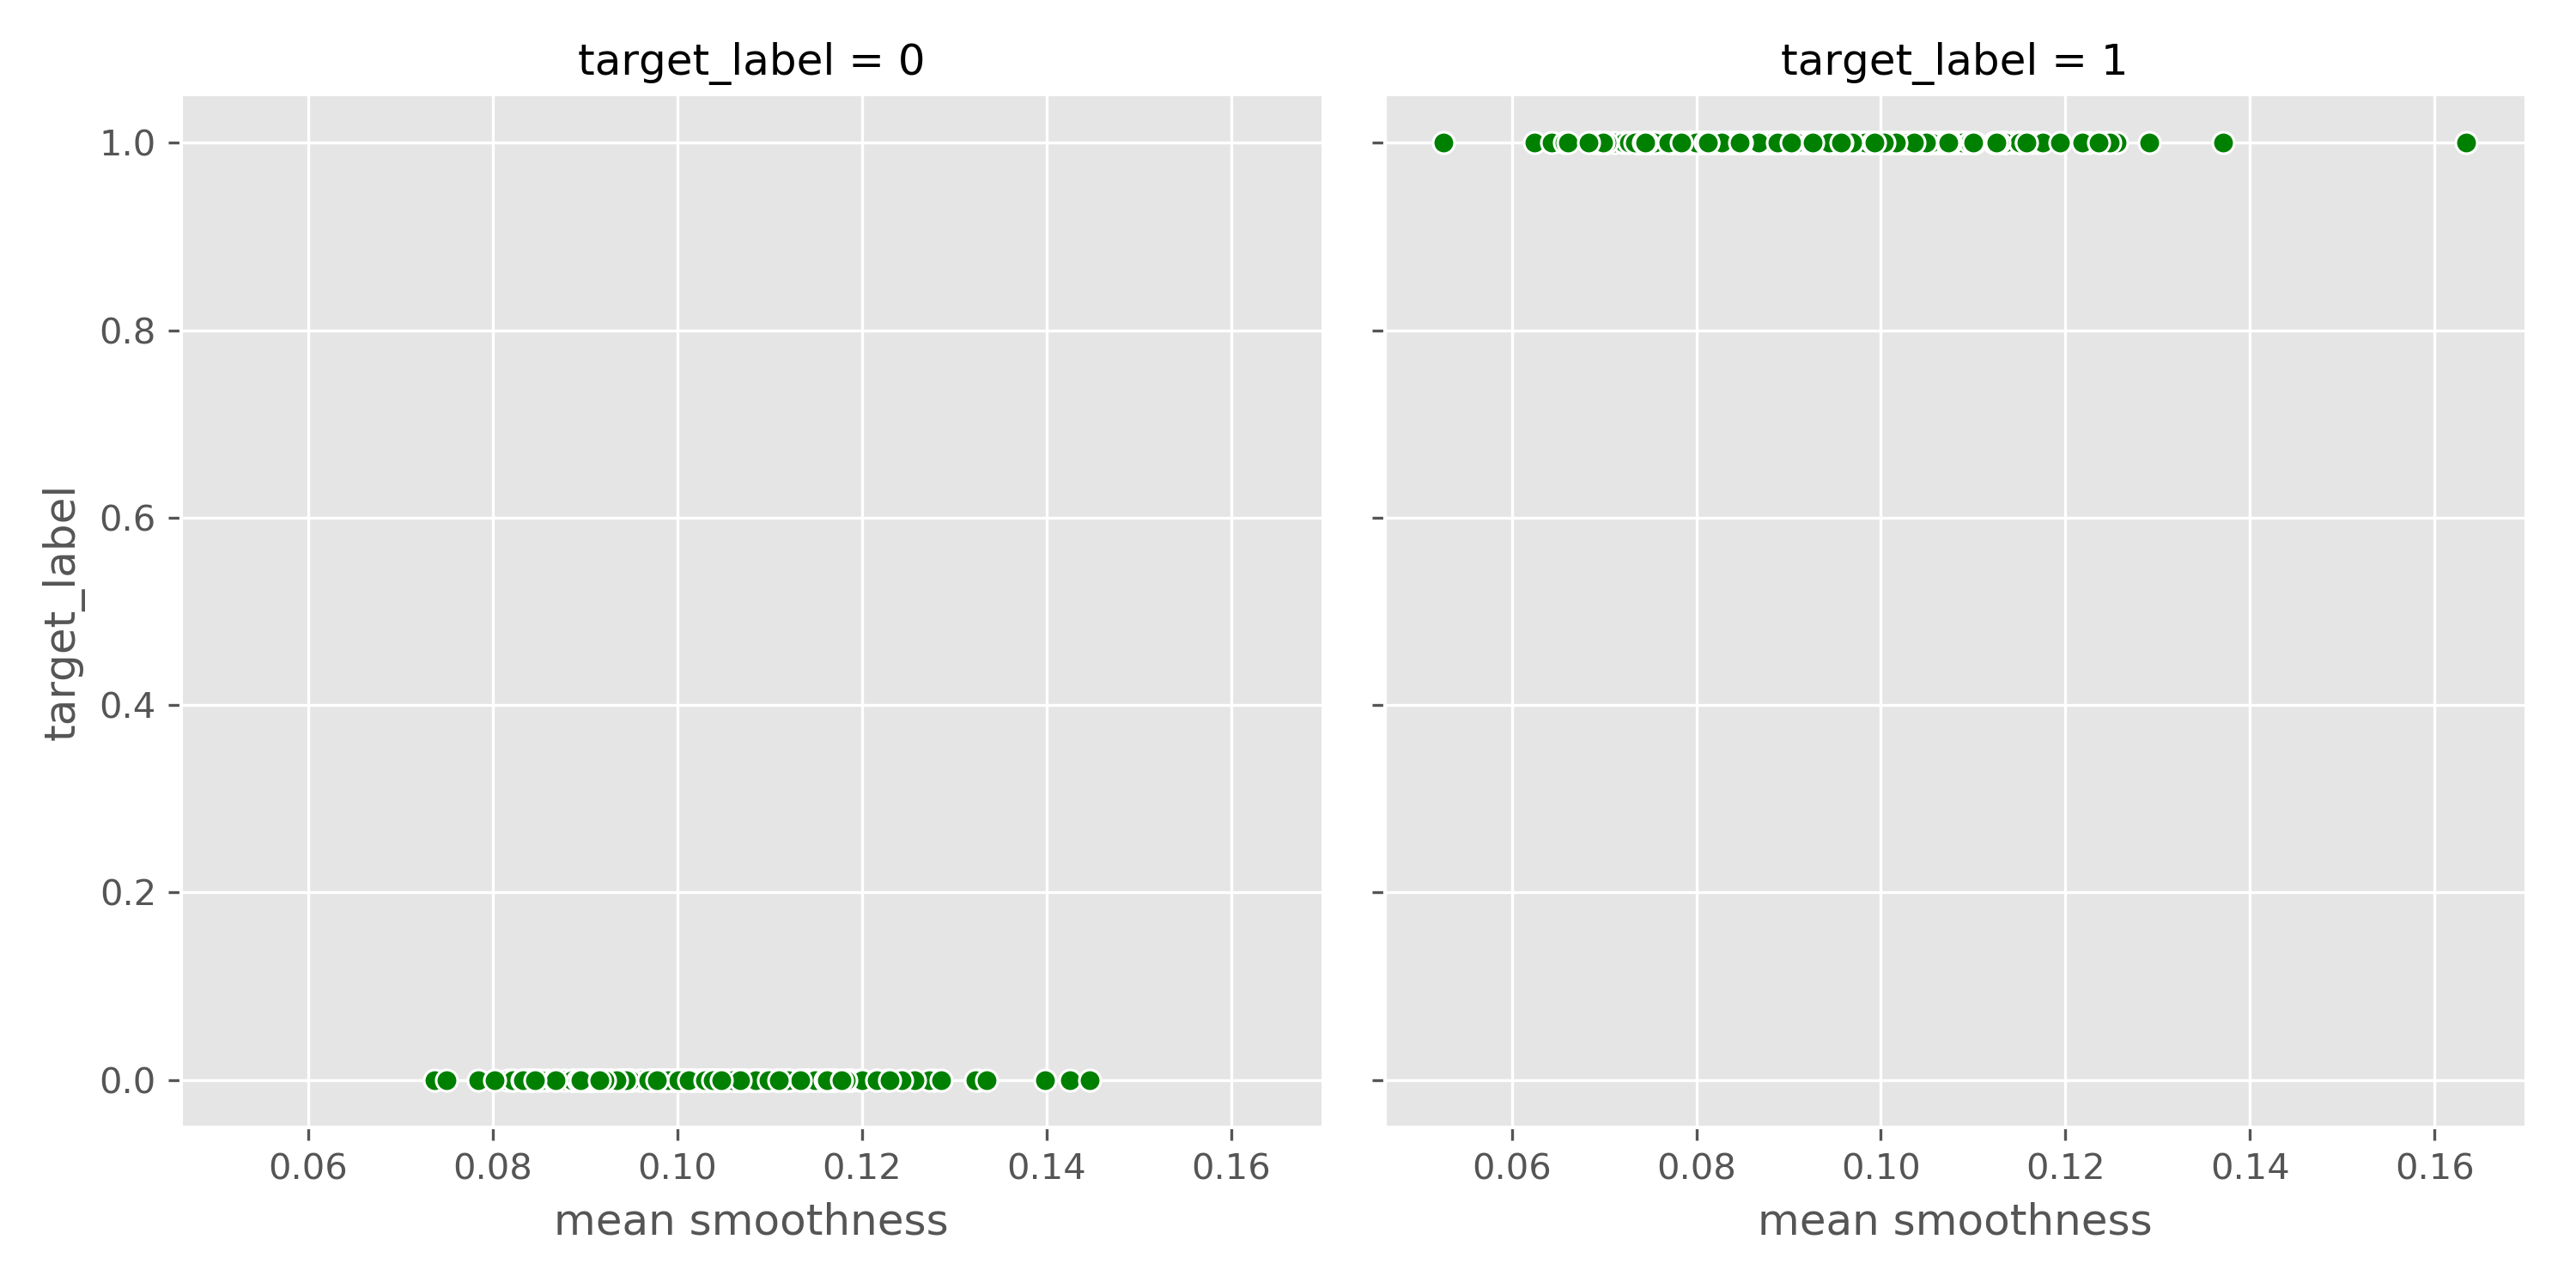 target_label = 0
target_label = 1
target_label
1.0
0.8
0.6
0.4
0.2
0.0
0.06 0.08 0.10 0.12 0.14 0.16
0.06 0.08 0.10 0.12 0.14 0.16
mean smoothness
mean smoothness